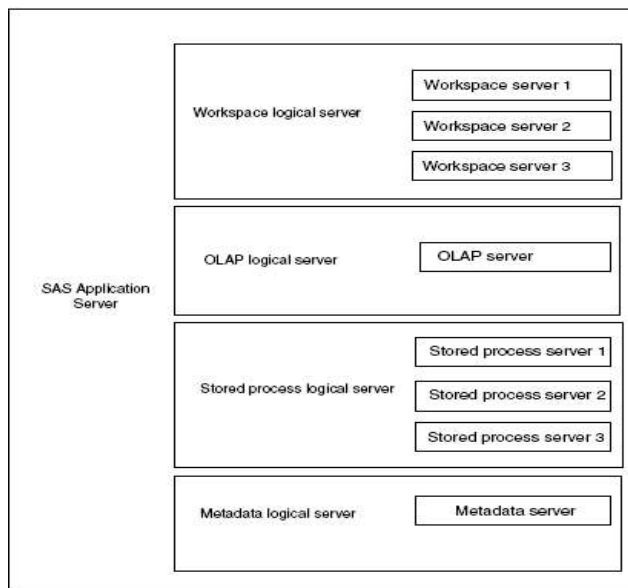 Workspace server 1
Workspace logical server
Workspace server 2
Workspace server 3
OLAP logical server
OLAP server
SAS Application
Server
Stored process server 1
Stored process logical server
Stored process server 2
Stored process server 3
Metadata logical server
Metadata server